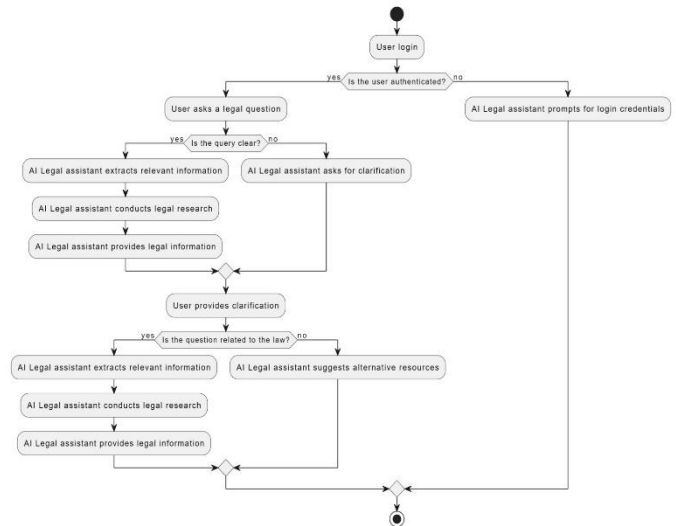 User login
yes
Is the user authenticated?
no
User asks a legal question
AI Legal assistant prompts for login credentials
yes
Is the query clear?
no
AI Legal assistant extracts relevant information
AI Legal assistant asks for clarification
AI Legal assistant conducts legal research
AI Legal assistant provides legal information
User provides clarification
yes
Is the question related to the law?
no
AI Legal assistant extracts relevant information
AI Legal assistant suggests alternative resources
AI Legal assistant conducts legal research
AI Legal assistant provides legal information